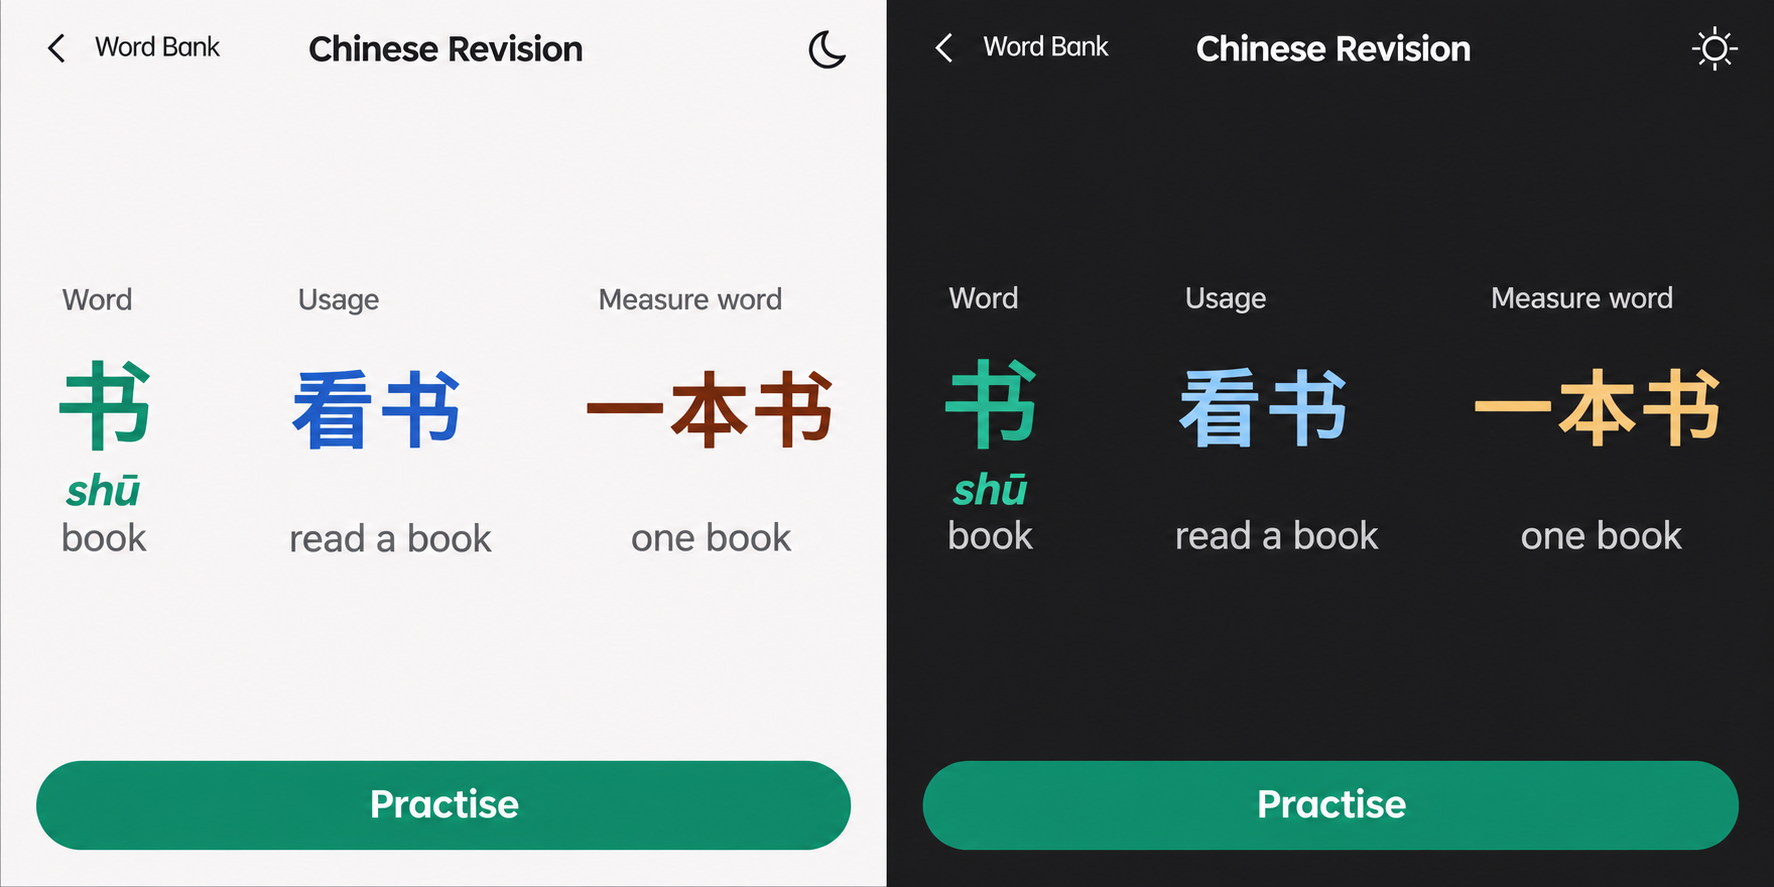 Word Bank
Chinese Revision
Word
Usage
Measure word
书
看书
一本书
shū
book
read a book
one book
Practise
Word Bank
Chinese Revision
Word
Usage
Measure word
书
看书
一本书
shū
book
read a book
one book
Practise